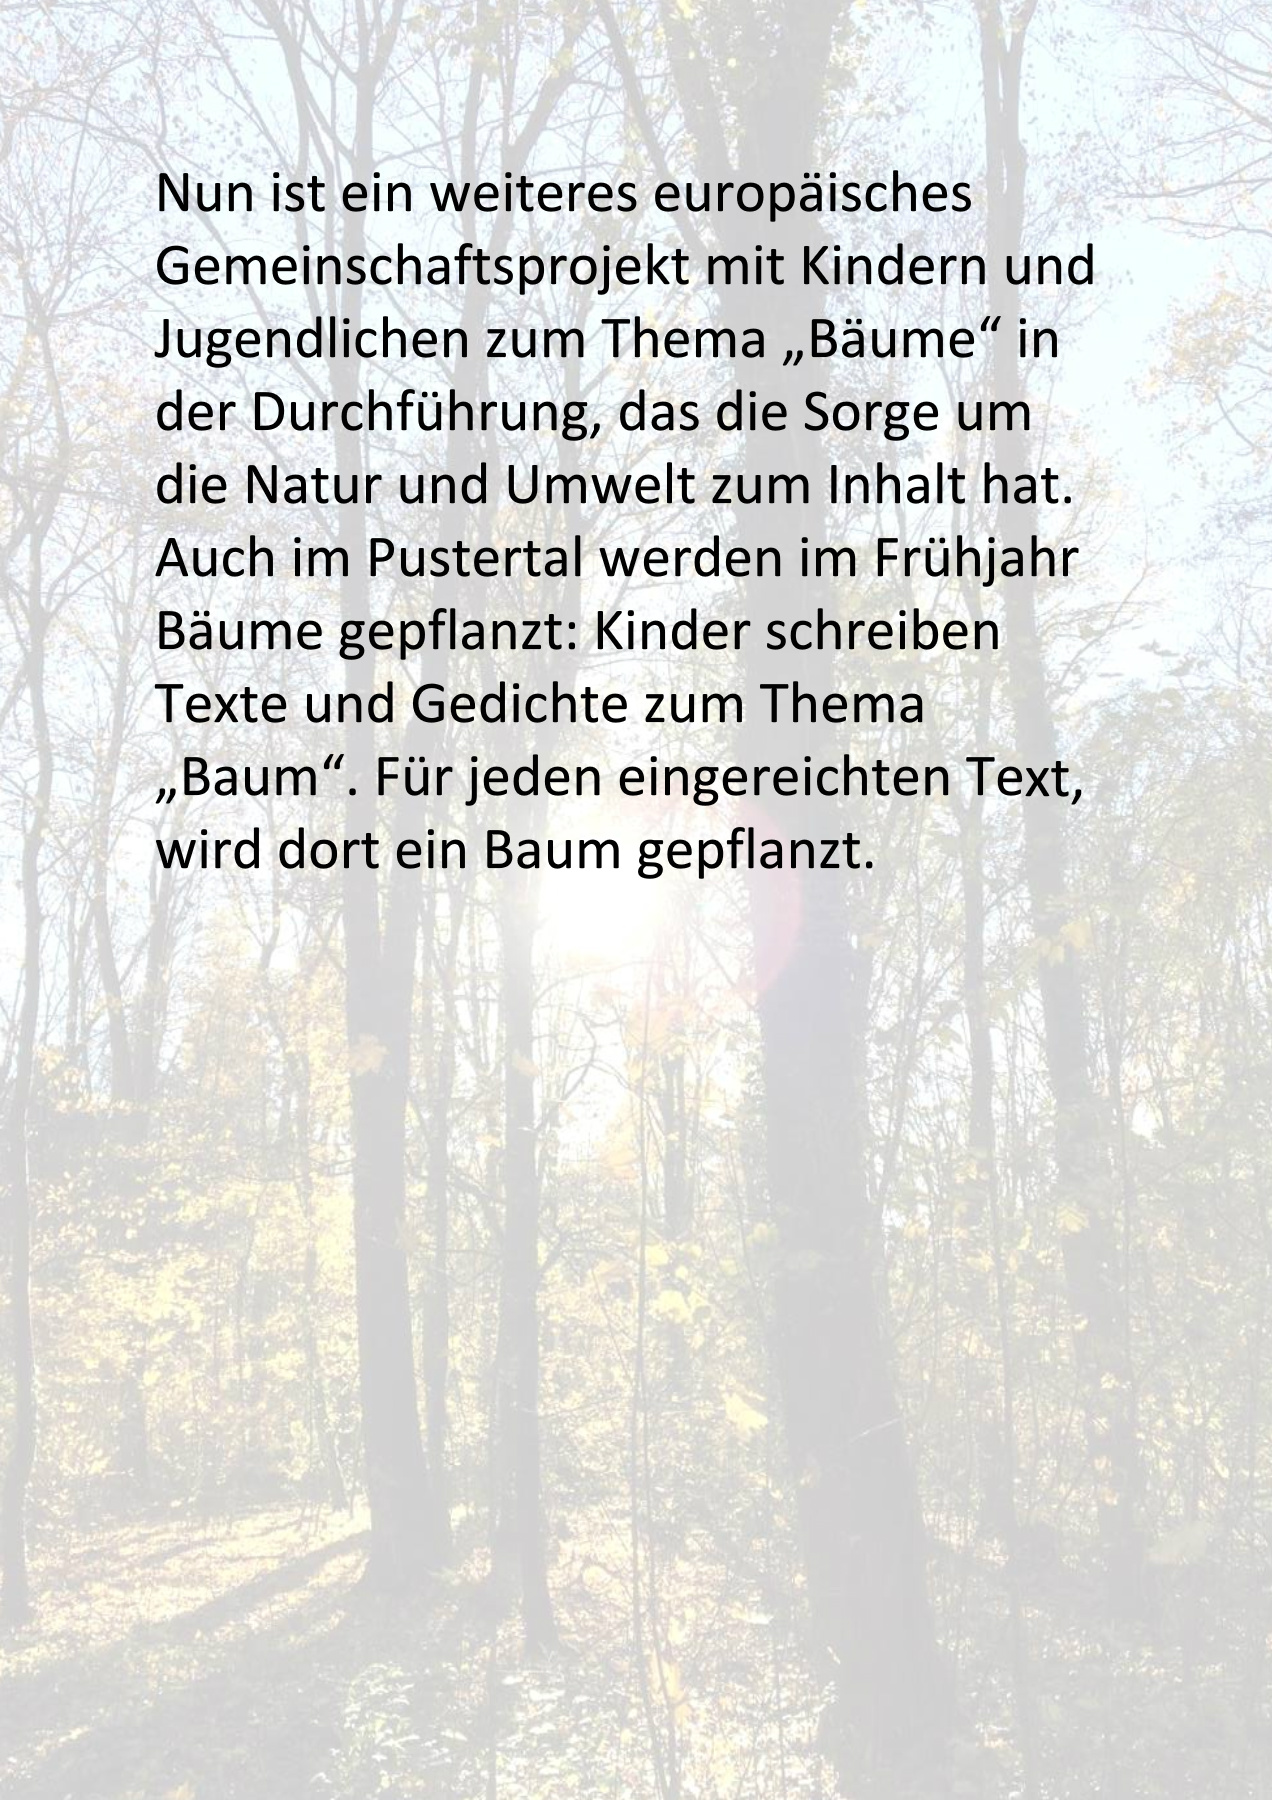 Nun ist ein weiteres europäisches
Gemeinschaftsprojekt mit Kindern und
Jugendlichen zum Thema „Bäume“ in
der Durchführung, das die Sorge um
die Natur und Umwelt zum Inhalt hat.
Auch im Pustertal werden im Frühjahr
Bäume gepflanzt: Kinder schreiben
Texte und Gedichte zum Thema
„Baum“. Für jeden eingereichten Text,
wird dort ein Baum gepflanzt.